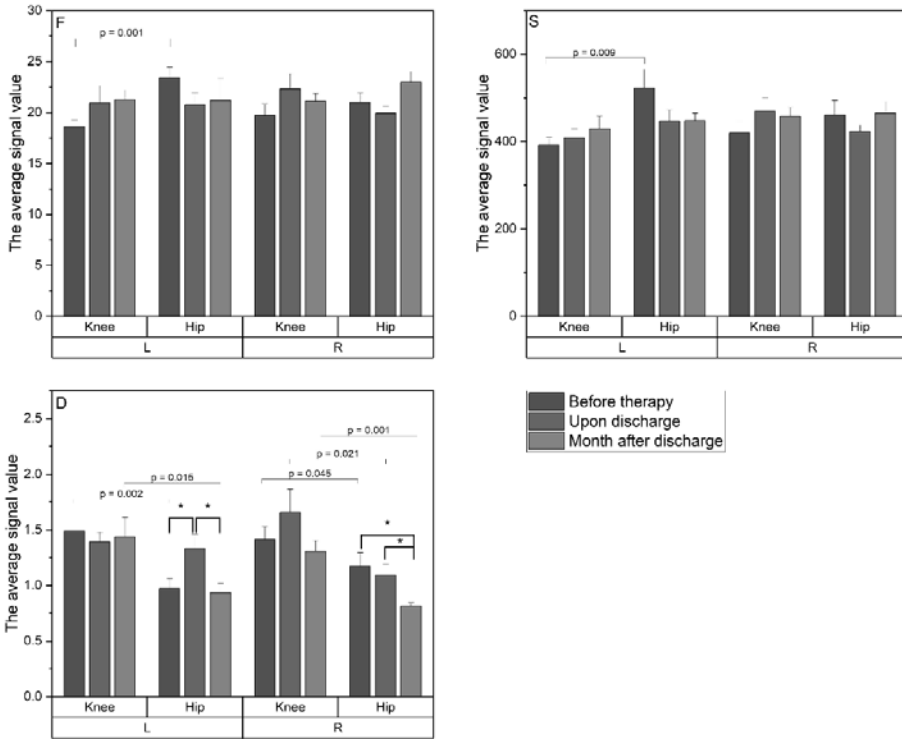 F
The average signal value
30
25
20
15
10
5
0
p = 0.001
Knee Hip Knee Hip
L R
S
The average signal value
600
400
200
0
p = 0.009
Knee Hip Knee Hip
L R
D
The average signal value
2.5
2.0
1.5
1.0
0.5
0.0
p = 0.001
p = 0.021
p = 0.045
p = 0.015
p = 0.002
* *
*
*
Knee Hip Knee Hip
L R
Before therapy
Upon discharge
Month after discharge